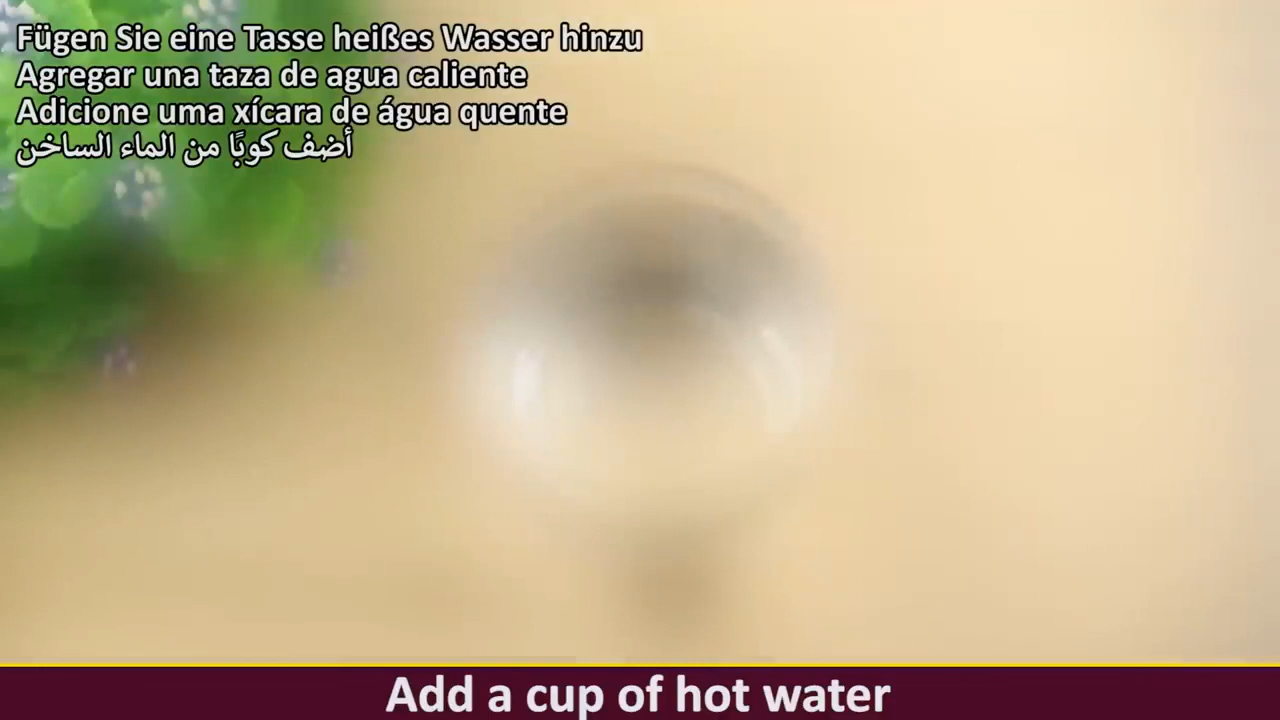 Fügen Sie eine Tasse heißes Wasser hinzu
Agregar una taza de agua caliente
Adicione uma xícara de água quente
أضف كوبًا من الماء الساخن
Add a cup of hot water